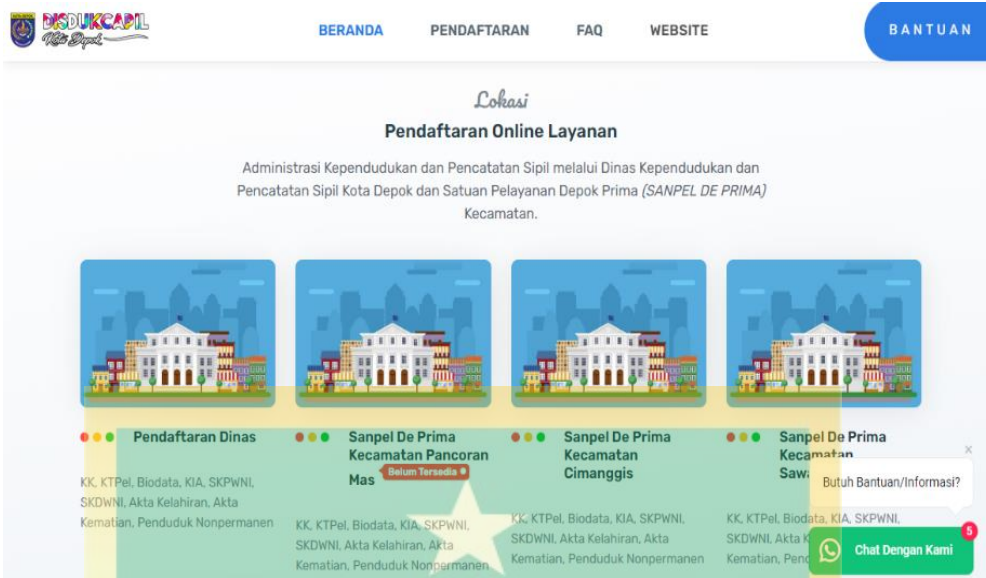 DISDUKCAPIL
Kota Depok
BERANDA
PENDAFTARAN
FAQ
WEBSITE
BANTUAN
Lokasi
Pendaftaran Online Layanan
Administrasi Kependudukan dan Pencatatan Sipil melalui Dinas Kependudukan dan
Pencatatan Sipil Kota Depok dan Satuan Pelayanan Depok Prima (SANPEL DE PRIMA)
Kecamatan.
Pendaftaran Dinas
KK, KTPel, Biodata, KIA, SKPWNI,
SKDWNI, Akta Kelahiran, Akta
Kematian, Penduduk Nonpermanen
Sanpel De Prima
Kecamatan Pancoran
Mas
Belum Tersedia
KK, KTPel, Biodata, KIA, SKPWNI,
SKDWNI, Akta Kelahiran, Akta
Kematian, Penduduk Nonpermanen
Sanpel De Prima
Kecamatan
Cimanggis
KK, KTPel, Biodata, KIA, SKPWNI,
SKDWNI, Akta Kelahiran, Akta
Kematian, Penduduk Nonpermanen
Sanpel De Prima
Kecamatan
KK, KTPel, Biodata, KIA, SKPWNI,
SKDWNI, Akta
Kematian,
×
Butuh Bantuan/Informasi?
5
Chat Dengan Kami